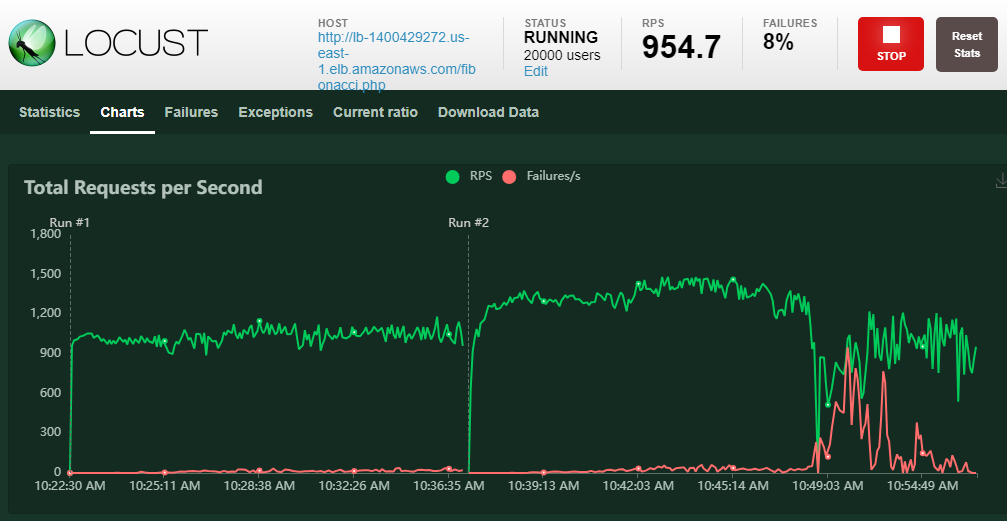 LOCUST
HOST
http://lb-1400429272.us-
east-
1.elb.amazonaws.com/fib
onacci.php
STATUS
RUNNING
20000 users
Edit
RPS
954.7
FAILURES
8%
STOP
Reset
Stats
Statistics Charts Failures Exceptions Current ratio Download Data
Total Requests per Second
RPS Failures/s
Run #1 Run #2
1,800
1,500
1,200
900
600
300
0
10:22:30 AM 10:25:11 AM 10:28:38 AM 10:32:26 AM 10:36:35 AM 10:39:13 AM 10:42:03 AM 10:45:14 AM 10:49:03 AM 10:54:49 AM